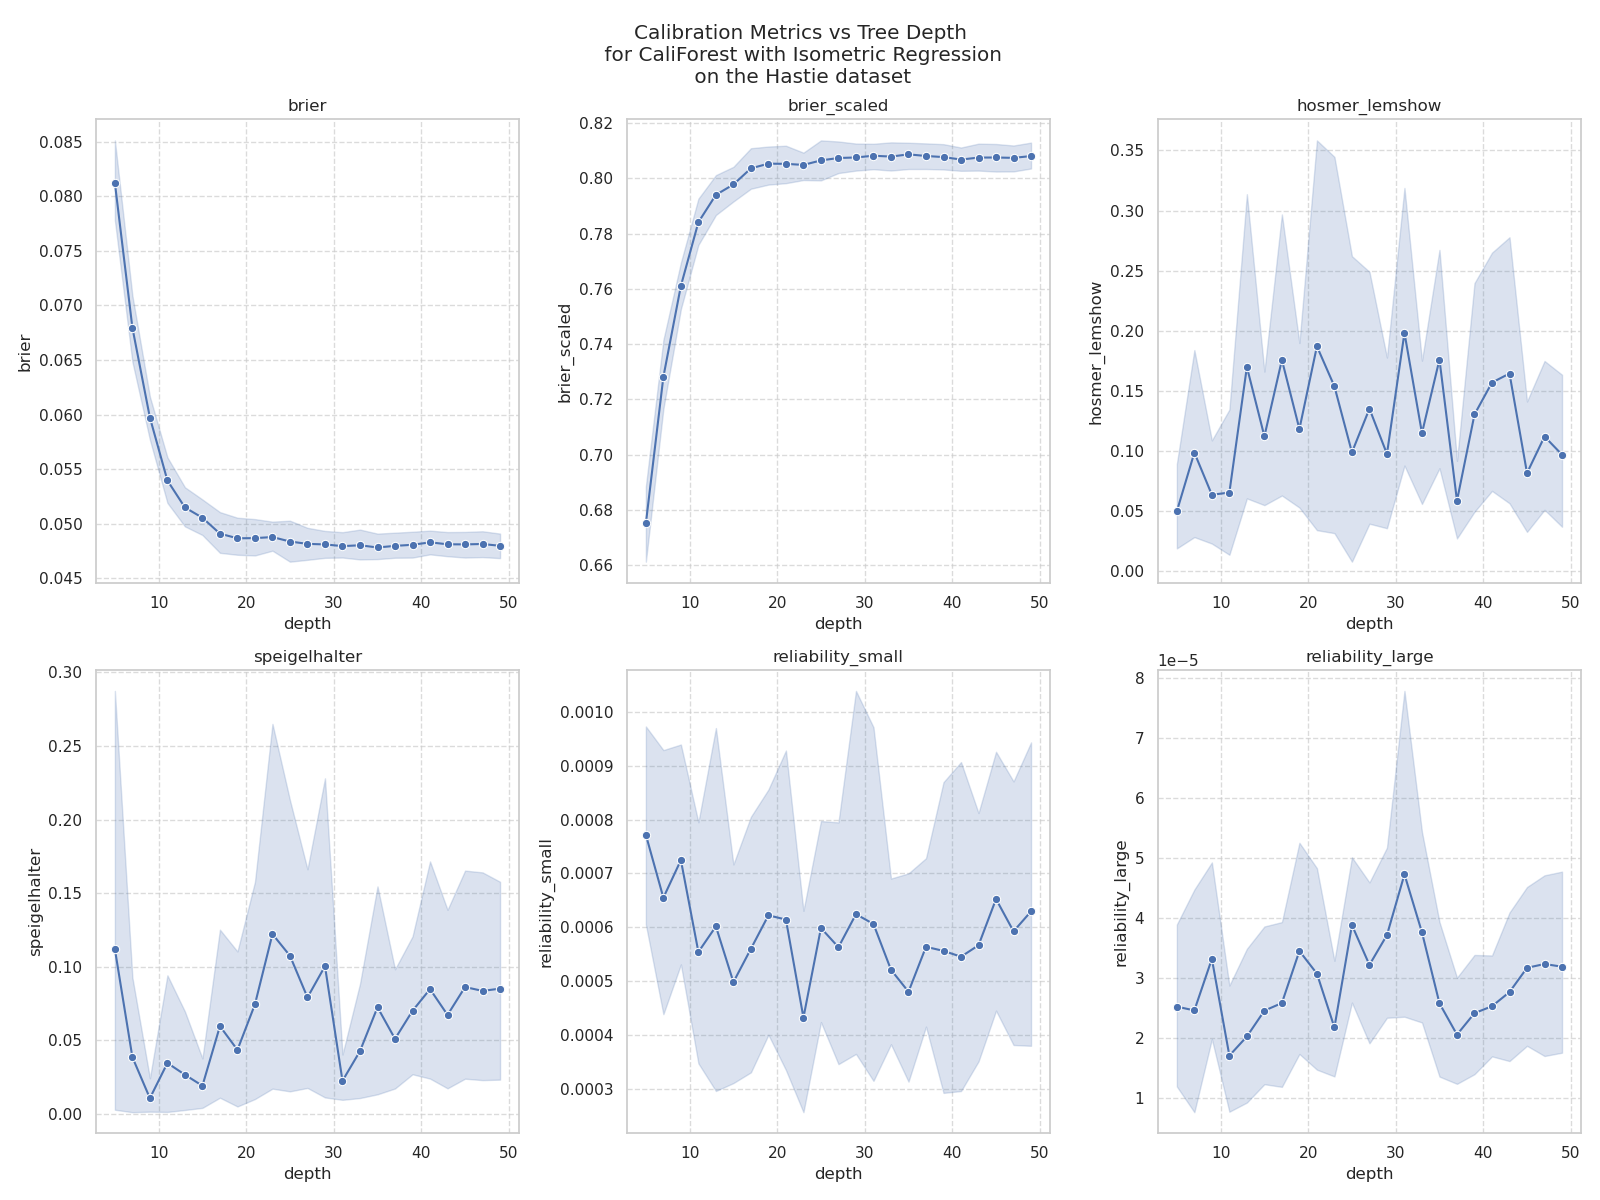 Calibration Metrics vs Tree Depth
for CaliForest with Isometric Regression
on the Hastie dataset
brier
0.085
0.080
0.075
0.070
0.065
0.060
0.055
0.050
0.045
brier
10 20 30 40 50
depth
brier_scaled
0.82
0.80
0.78
0.76
0.74
0.72
0.70
0.68
0.66
brier_scaled
10 20 30 40 50
depth
hosmer_lemshow
0.35
0.30
0.25
0.20
0.15
0.10
0.05
0.00
hosmer_lemshow
10 20 30 40 50
depth
speigelhalter
0.30
0.25
0.20
0.15
0.10
0.05
0.00
speigelhalter
10 20 30 40 50
depth
reliability_small
0.0010
0.0009
0.0008
0.0007
0.0006
0.0005
0.0004
0.0003
reliability_small
10 20 30 40 50
depth
reliability_large
1e−5
8
7
6
5
4
3
2
1
reliability_large
10 20 30 40 50
depth